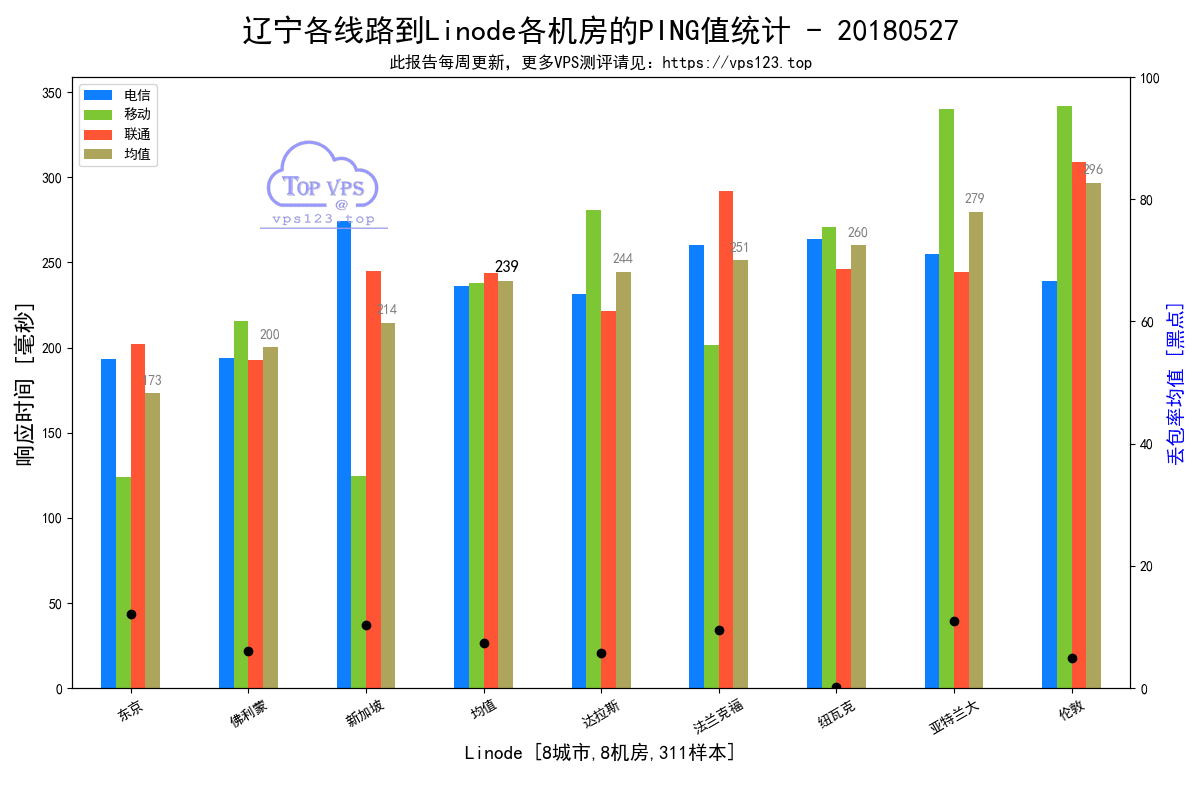 辽宁各线路到Linode各机房的PING值统计 - 20180527
此报告每周更新，更多VPS测评请见：https://vps123.top
电信
移动
联通
均值
TOP VPS
@
vps123.top
响应时间 [毫秒]
350
300
250
200
150
100
50
0
173
200
214
239
244
251
260
279
296
100
80
60
40
20
0
丢包率均值 [黑点]
东京
佛利蒙
新加坡
均值
达拉斯
法兰克福
纽瓦克
亚特兰大
伦敦
Linode [8城市,8机房,311样本]